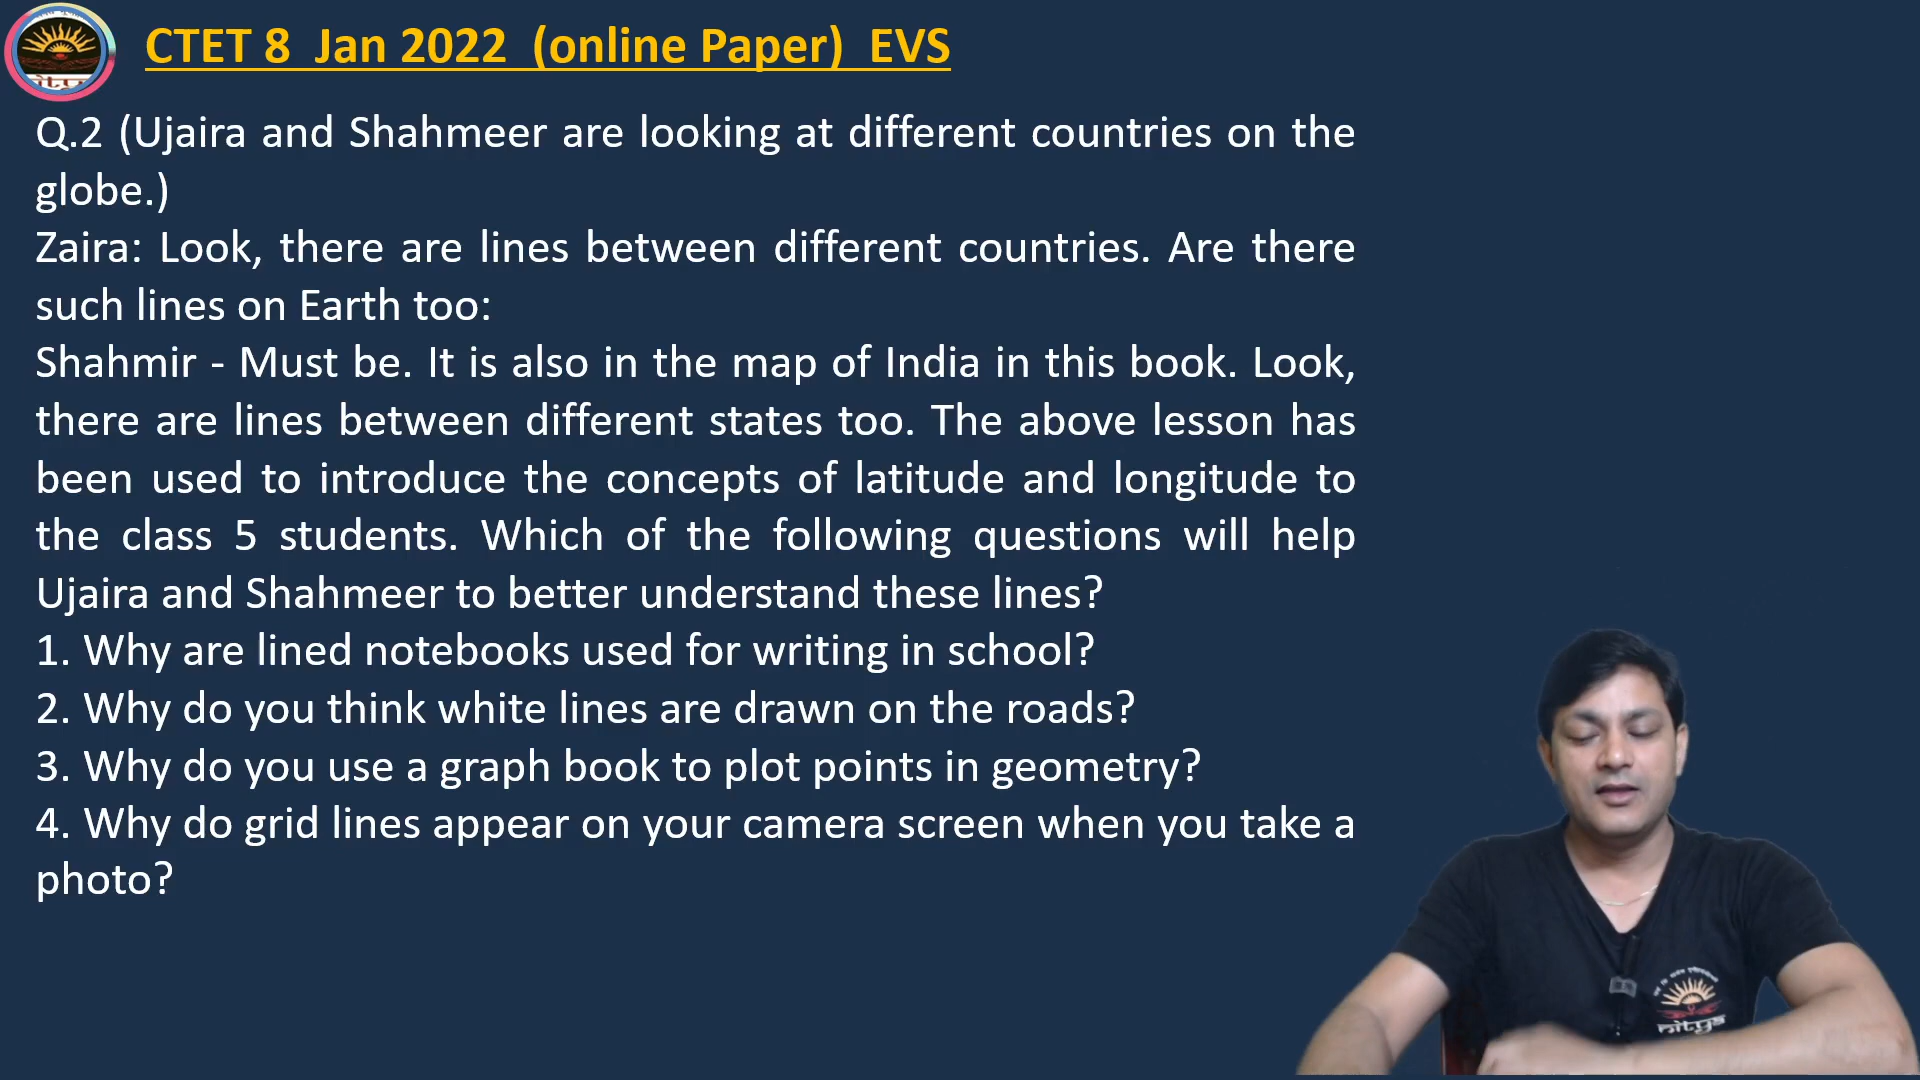 CTET 8 Jan 2022 (online Paper) EVS
Q.2 (Ujaira and Shahmeer are looking at different countries on the
globe.)
Zaira: Look, there are lines between different countries. Are there
such lines on Earth too:
Shahmir - Must be. It is also in the map of India in this book. Look,
there are lines between different states too. The above lesson has
been used to introduce the concepts of latitude and longitude to
the class 5 students. Which of the following questions will help
Ujaira and Shahmeer to better understand these lines?
1. Why are lined notebooks used for writing in school?
2. Why do you think white lines are drawn on the roads?
3. Why do you use a graph book to plot points in geometry?
4. Why do grid lines appear on your camera screen when you take a
photo?
nitya